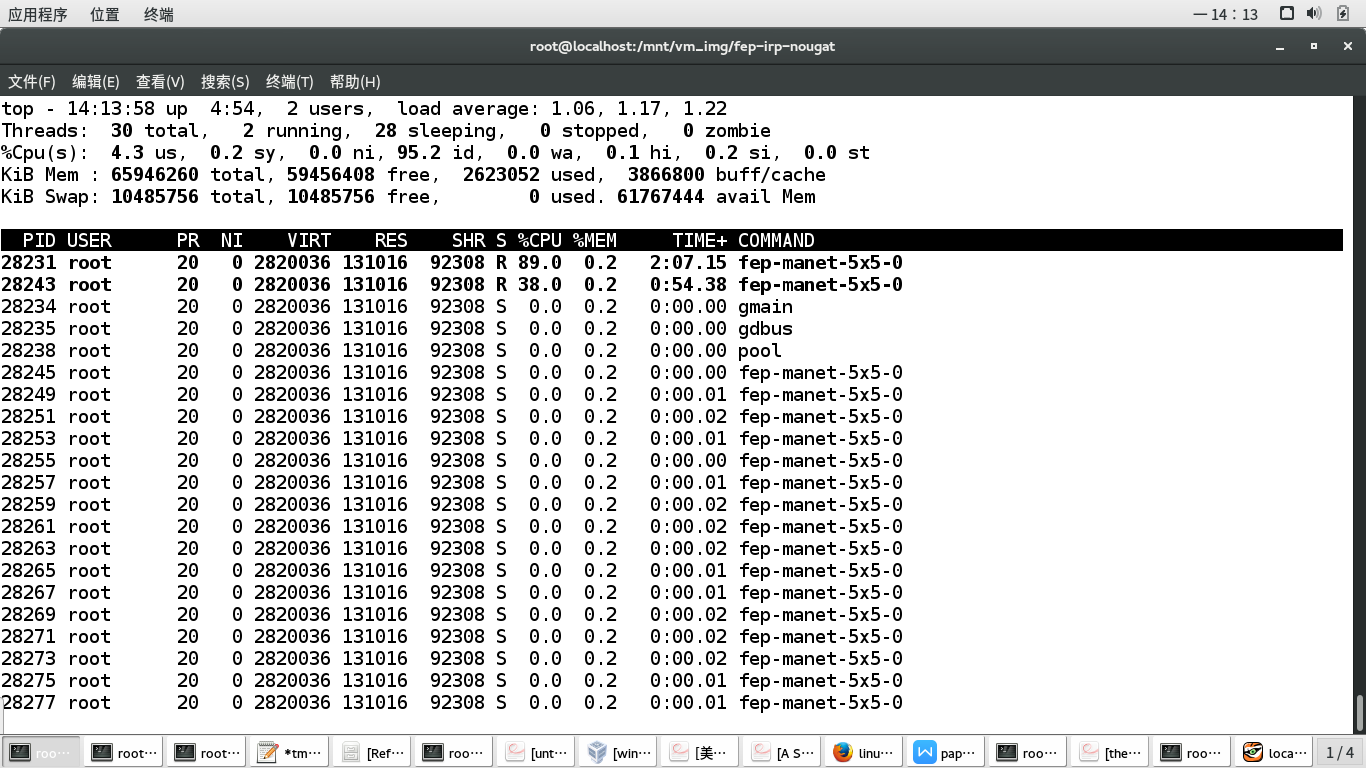 应用程序 位置 终端 一 14：13
root@localhost:/mnt/vm_img/fep-irp-nougat
文件(F) 编辑(E) 查看(V) 搜索(S) 终端(T) 帮助(H)
top - 14:13:58 up  4:54,  2 users,  load average: 1.06, 1.17, 1.22
Threads:  30 total,   2 running,  28 sleeping,   0 stopped,   0 zombie
%Cpu(s):  4.3 us,  0.2 sy,  0.0 ni, 95.2 id,  0.0 wa,  0.1 hi,  0.2 si,  0.0 st
KiB Mem : 65946260 total, 59456408 free,  2623052 used,  3866800 buff/cache
KiB Swap: 10485756 total, 10485756 free,        0 used. 61767444 avail Mem
PID USER      PR  NI    VIRT    RES    SHR S %CPU %MEM     TIME+ COMMAND
28231 root      20   0 2820036 131016  92308 R 89.0  0.2   2:07.15 fep-manet-5x5-0
28243 root      20   0 2820036 131016  92308 R 38.0  0.2   0:54.38 fep-manet-5x5-0
28234 root      20   0 2820036 131016  92308 S  0.0  0.2   0:00.00 gmain
28235 root      20   0 2820036 131016  92308 S  0.0  0.2   0:00.00 gdbus
28238 root      20   0 2820036 131016  92308 S  0.0  0.2   0:00.00 pool
28245 root      20   0 2820036 131016  92308 S  0.0  0.2   0:00.00 fep-manet-5x5-0
28249 root      20   0 2820036 131016  92308 S  0.0  0.2   0:00.01 fep-manet-5x5-0
28251 root      20   0 2820036 131016  92308 S  0.0  0.2   0:00.02 fep-manet-5x5-0
28253 root      20   0 2820036 131016  92308 S  0.0  0.2   0:00.01 fep-manet-5x5-0
28255 root      20   0 2820036 131016  92308 S  0.0  0.2   0:00.00 fep-manet-5x5-0
28257 root      20   0 2820036 131016  92308 S  0.0  0.2   0:00.01 fep-manet-5x5-0
28259 root      20   0 2820036 131016  92308 S  0.0  0.2   0:00.02 fep-manet-5x5-0
28261 root      20   0 2820036 131016  92308 S  0.0  0.2   0:00.02 fep-manet-5x5-0
28263 root      20   0 2820036 131016  92308 S  0.0  0.2   0:00.02 fep-manet-5x5-0
28265 root      20   0 2820036 131016  92308 S  0.0  0.2   0:00.01 fep-manet-5x5-0
28267 root      20   0 2820036 131016  92308 S  0.0  0.2   0:00.01 fep-manet-5x5-0
28269 root      20   0 2820036 131016  92308 S  0.0  0.2   0:00.02 fep-manet-5x5-0
28271 root      20   0 2820036 131016  92308 S  0.0  0.2   0:00.02 fep-manet-5x5-0
28273 root      20   0 2820036 131016  92308 S  0.0  0.2   0:00.02 fep-manet-5x5-0
28275 root      20   0 2820036 131016  92308 S  0.0  0.2   0:00.01 fep-manet-5x5-0
28277 root      20   0 2820036 131016  92308 S  0.0  0.2   0:00.01 fep-manet-5x5-0
roo… root… root… *tm… [Ref… roo… [unt… [win… [美… [A S… linu… pap… roo… [the… roo… loca… 1 / 4